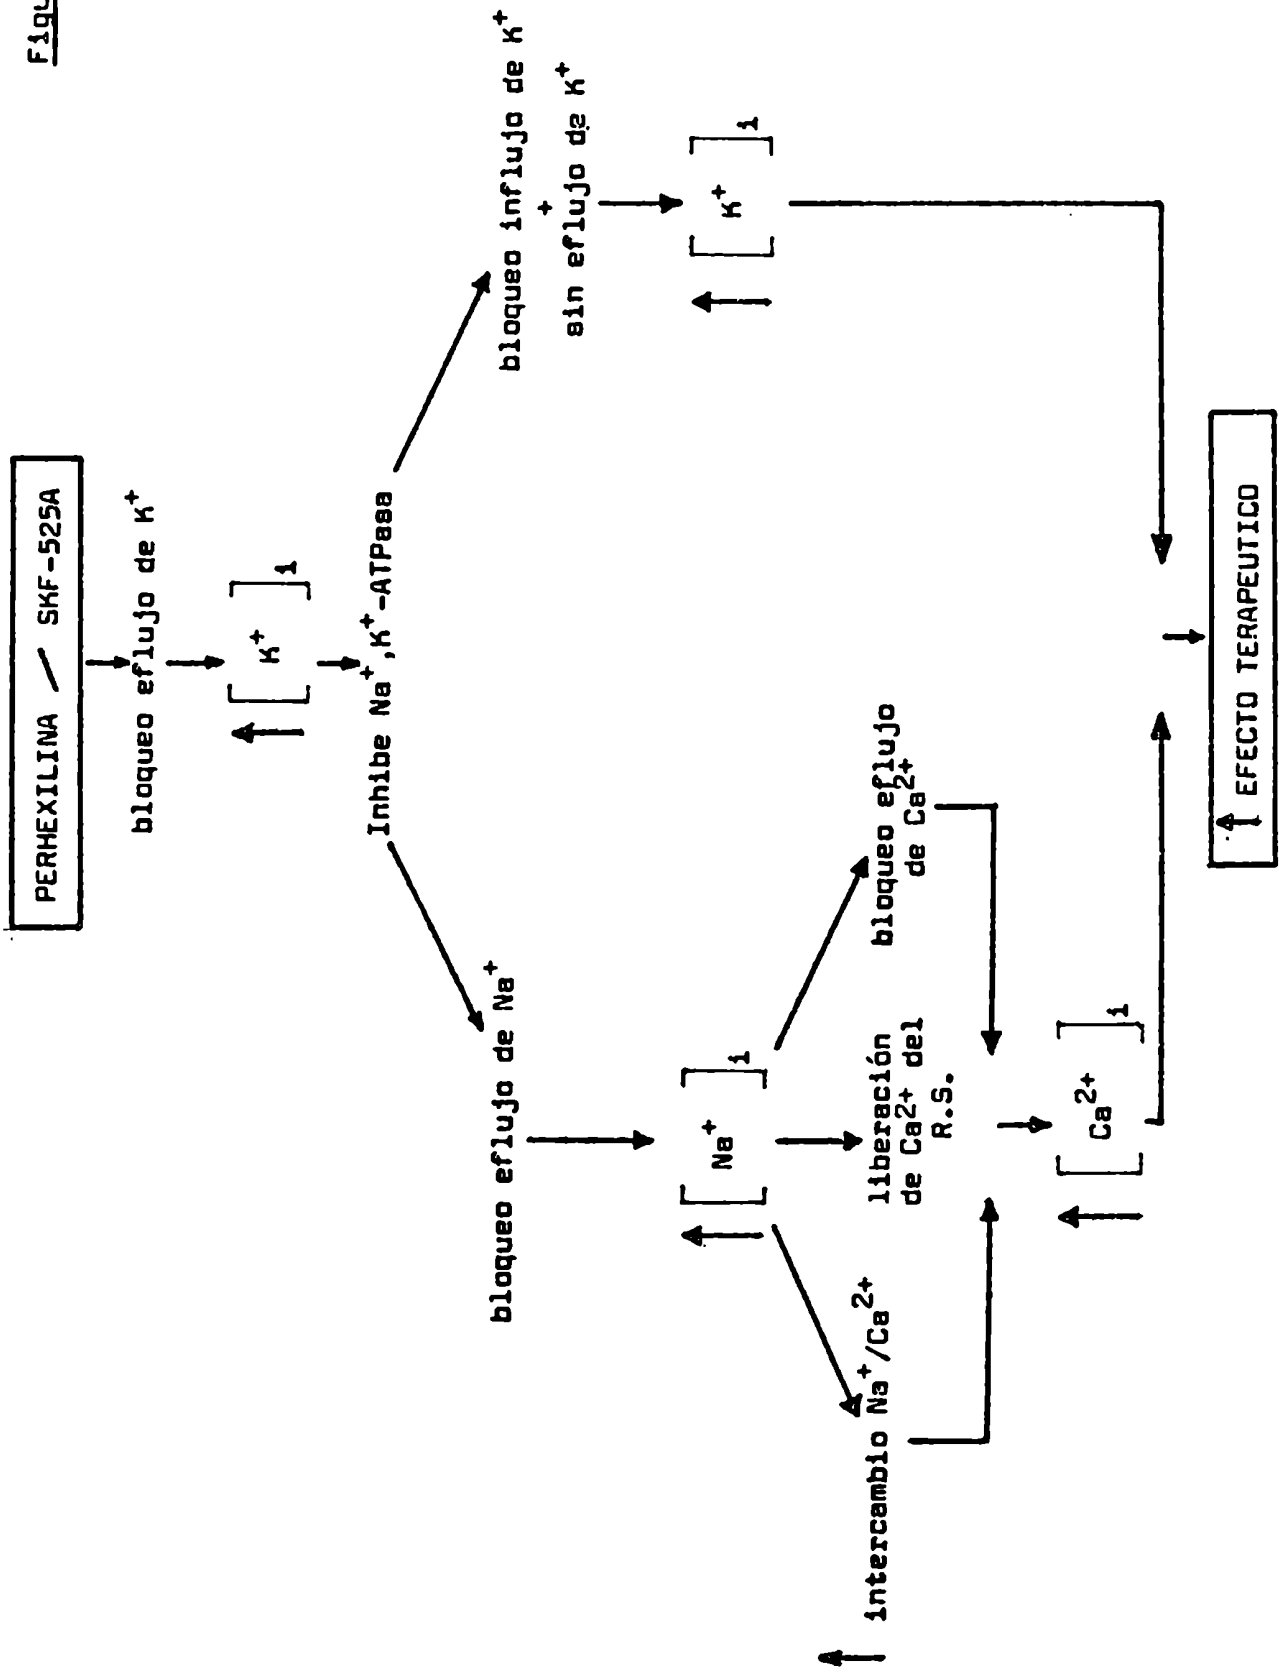 Figu
PERHEXILINA / SKF-525A
bloqueo eflujo de K+
↑ [ K+ ]i
Inhibe Na+,K+-ATPasa
bloqueo eflujo de Na+
bloqueo influjo de K+
+
sin eflujo de K+
↑ [ Na+ ]i
↑ [ K+ ]i
↑ intercambio Na+/Ca2+
liberación
de Ca2+ del
R.S.
bloqueo eflujo
de Ca2+
↑ [ Ca2+ ]i
↑ EFECTO TERAPEUTICO